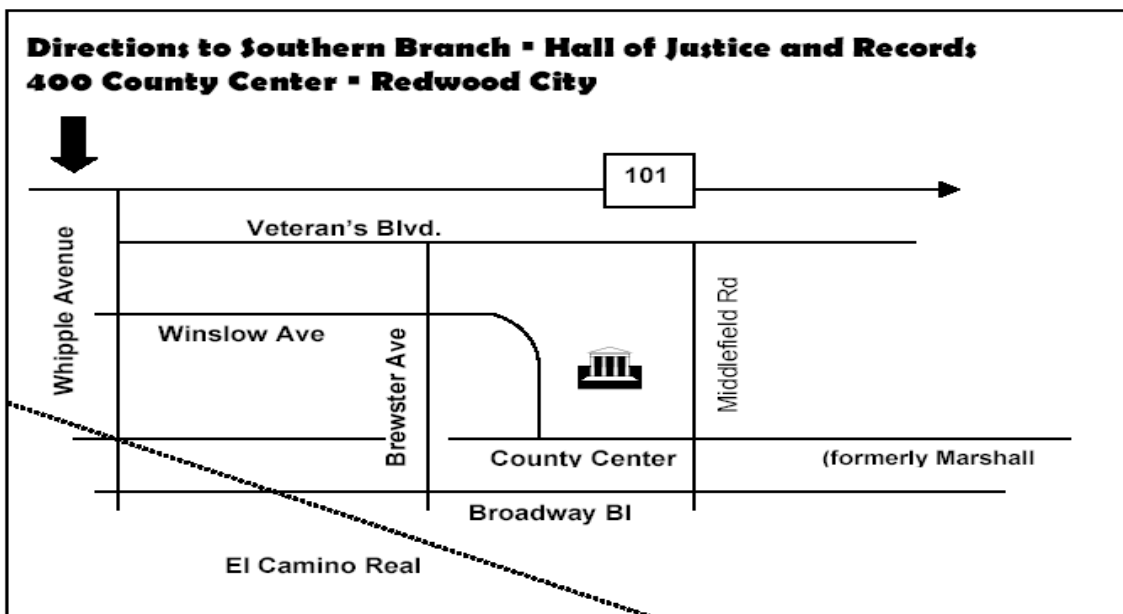 Directions to Southern Branch ▪ Hall of Justice and Records
400 County Center ▪ Redwood City
101
Veteran's Blvd.
Whipple Avenue
Winslow Ave
Brewster Ave
Middlefield Rd
County Center
(formerly Marshall
Broadway Bl
El Camino Real